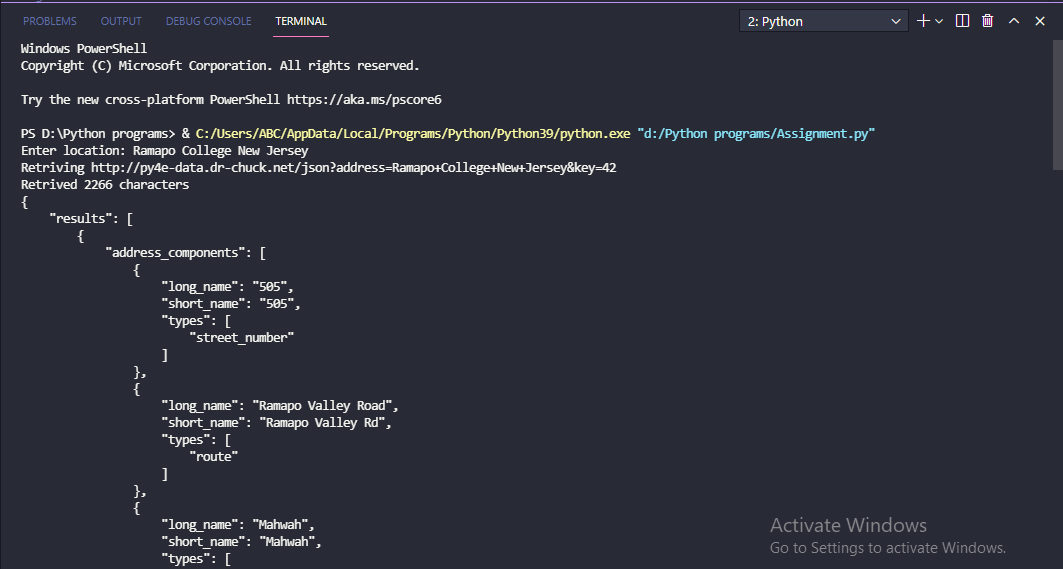 PROBLEMS OUTPUT DEBUG CONSOLE TERMINAL 2: Python
Windows PowerShell
Copyright (C) Microsoft Corporation. All rights reserved.
Try the new cross-platform PowerShell https://aka.ms/pscore6
PS D:\Python programs> & C:/Users/ABC/AppData/Local/Programs/Python/Python39/python.exe "d:/Python programs/Assignment.py"
Enter location: Ramapo College New Jersey
Retriving http://py4e-data.dr-chuck.net/json?address=Ramapo+College+New+Jersey&key=42
Retrived 2266 characters
{
    "results": [
        {
            "address_components": [
                {
                    "long_name": "505",
                    "short_name": "505",
                    "types": [
                        "street_number"
                    ]
                },
                {
                    "long_name": "Ramapo Valley Road",
                    "short_name": "Ramapo Valley Rd",
                    "types": [
                        "route"
                    ]
                },
                {
                    "long_name": "Mahwah",
                    "short_name": "Mahwah",
                    "types": [
Activate Windows
Go to Settings to activate Windows.